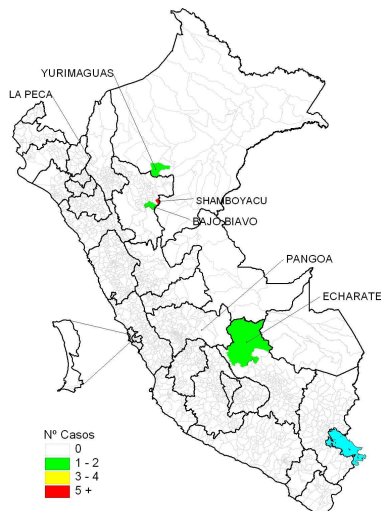 YURIMAGUAS
LA PECA
SHAMBOYACU
BAJO BIAVO
PANGOA
ECHARATE
Nº Casos
0
1 - 2
3 - 4
5 +